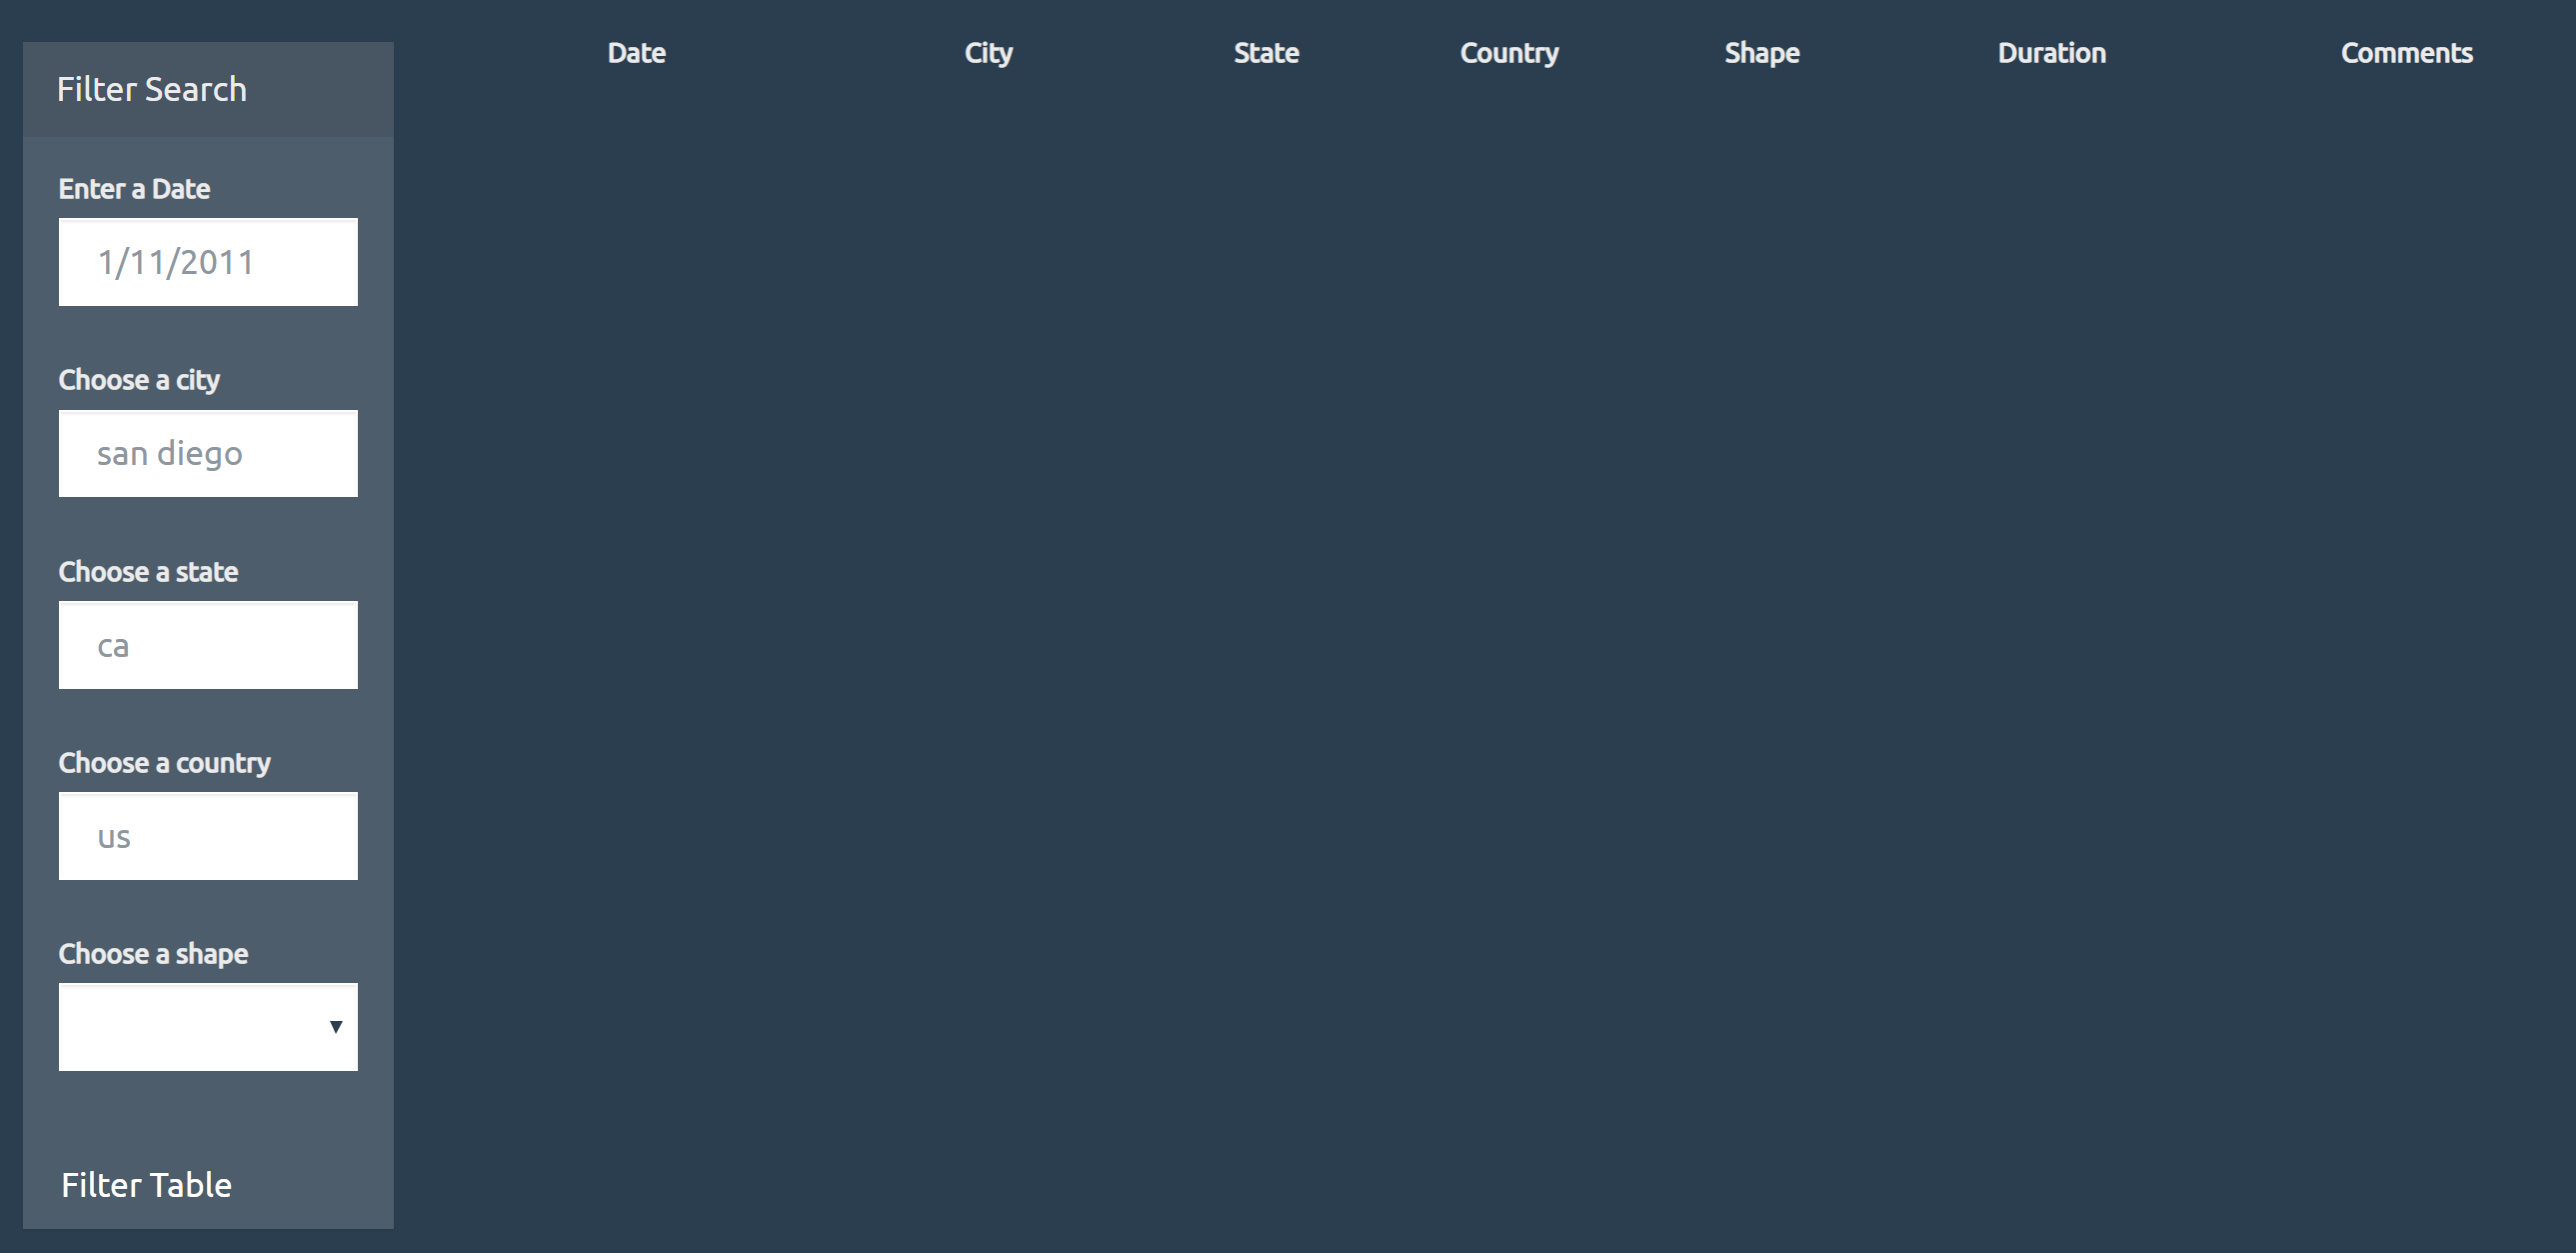 Filter Search
Enter a Date
1/11/2011
Choose a city
san diego
Choose a state
ca
Choose a country
us
Choose a shape
Filter Table
Date City State Country Shape Duration Comments